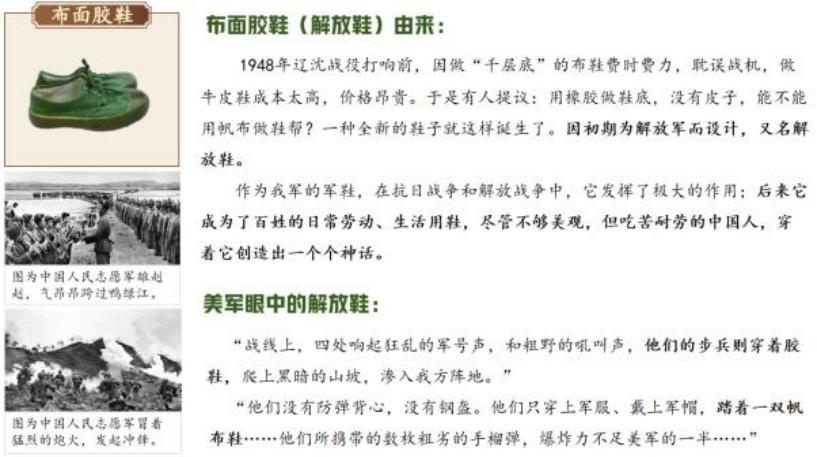 布面胶鞋
图为中国人民志愿军雄赳
赳，气昂昂跨过鸭绿江。
图为中国人民志愿军冒着
猛烈的炮火，发起冲锋。
布面胶鞋（解放鞋）由来：
1948年辽沈战役打响前，因做“千层底”的布鞋费时费力，耽误战机，做
牛皮鞋成本太高，价格昂贵。于是有人提议：用橡胶做鞋底，没有皮子，能不能
用帆布做鞋帮？一种全新的鞋子就这样诞生了。因初期为解放军而设计，又名解
放鞋。
作为我军的军鞋，在抗日战争和解放战争中，它发挥了极大的作用；后来它
成为了百姓的日常劳动、生活用鞋，尽管不够美观，但吃苦耐劳的中国人，穿
着它创造出一个个神话。
美军眼中的解放鞋：
“战线上，四处响起狂乱的军号声，和粗野的吼叫声，他们的步兵则穿着胶
鞋，爬上黑暗的山坡，渗入我方阵地。”
“他们没有防弹背心，没有钢盔。他们只穿上军服、戴上军帽，踏着一双帆
布鞋……他们所携带的数枚粗劣的手榴弹，爆炸力不足美军的一半……”